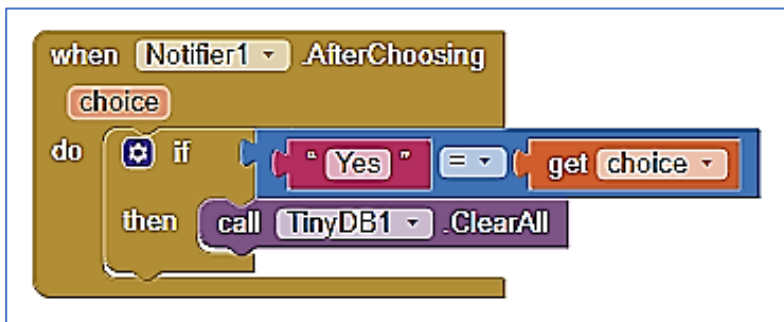 when Notifier1 .AfterChoosing
choice
do if " Yes " = get choice
then call TinyDB1 .ClearAll